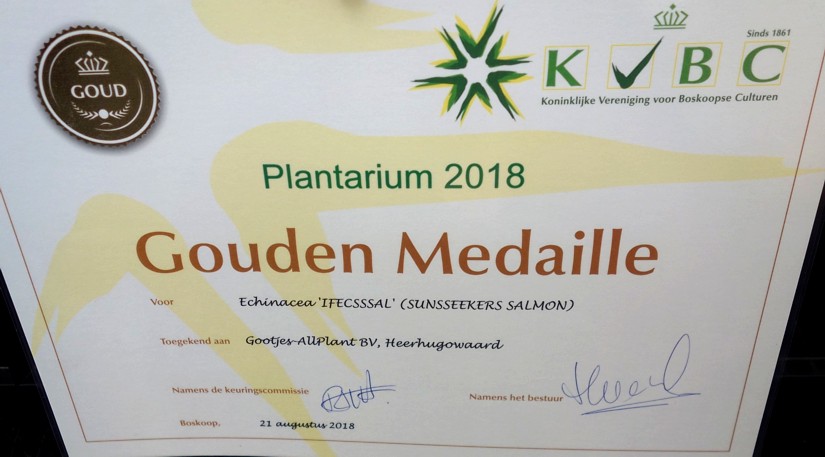 GOUD
Sinds 1861
KVBC
Koninklijke Vereniging voor Boskoopse Culturen
Plantarium 2018
Gouden Medaille
Voor Echinacea 'IFECSSSAL' (SUNSSEEKERS SALMON)
Toegekend aan Gootjes-AllPlant BV, Heerhugowaard
Namens de keuringscommissie
Namens het bestuur
Boskoop, 21 augustus 2018